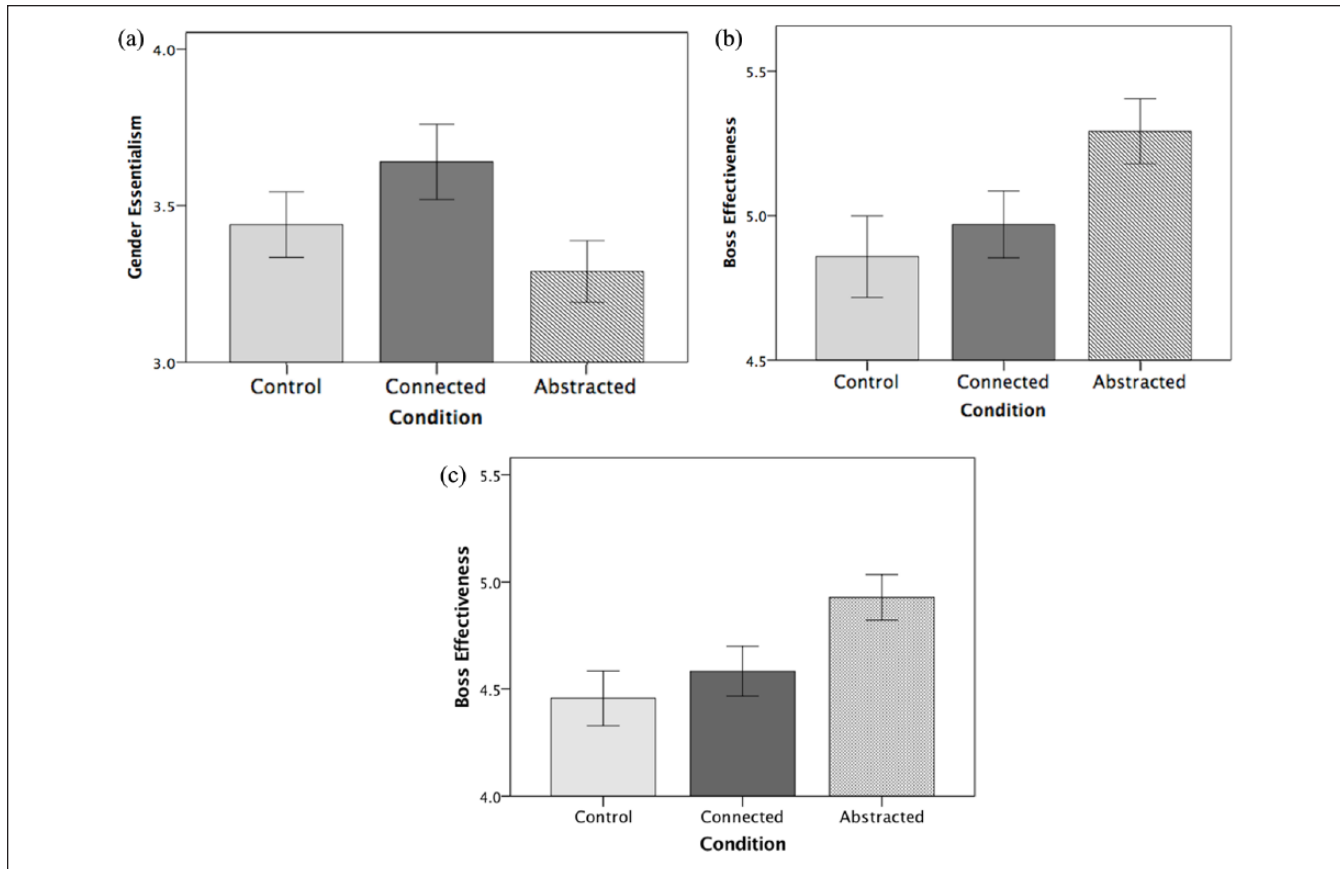 (a)
4.0
3.5
3.0
Gender Essentialism
Control Connected Abstracted
Condition
(b)
5.5
5.0
4.5
Boss Effectiveness
Control Connected Abstracted
Condition
(c)
5.5
5.0
4.5
4.0
Boss Effectiveness
Control Connected Abstracted
Condition